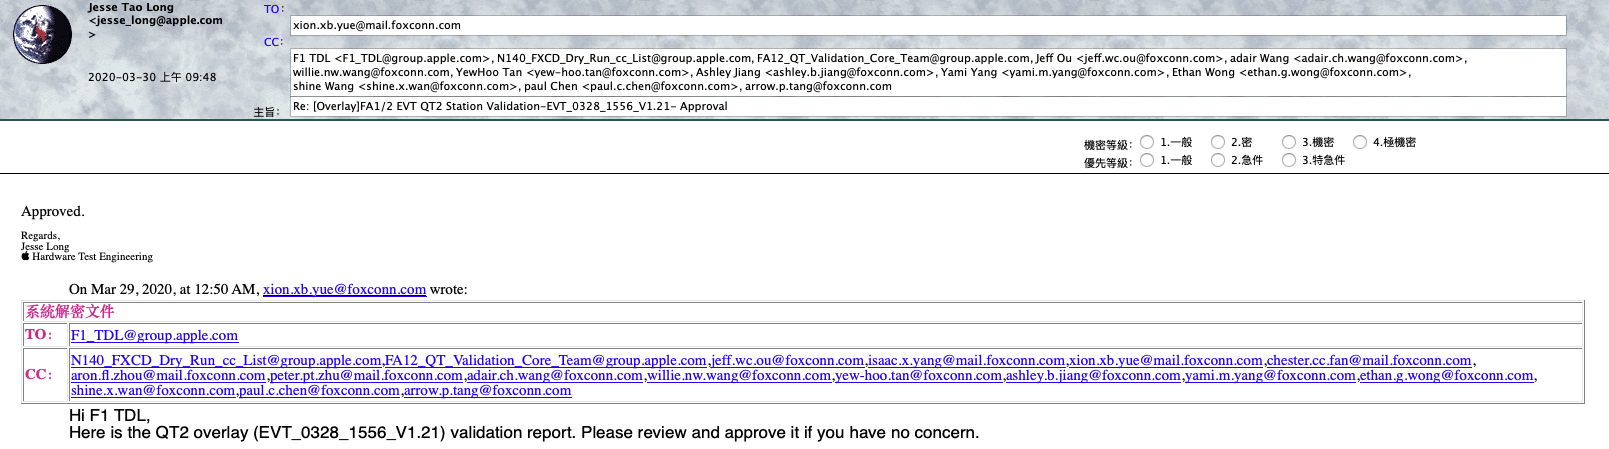 Jesse Tao Long
<jesse_long@apple.com
>
2020-03-30 上午 09:48
TO:
xion.xb.yue@mail.foxconn.com
CC:
F1 TDL <F1_TDL@group.apple.com>, N140_FXCD_Dry_Run_cc_List@group.apple.com, FA12_QT_Validation_Core_Team@group.apple.com, Jeff Ou <jeff.wc.ou@foxconn.com>, adair Wang <adair.ch.wang@foxconn.com>,
willie.nw.wang@foxconn.com, YewHoo Tan <yew-hoo.tan@foxconn.com>, Ashley Jiang <ashley.b.jiang@foxconn.com>, Yami Yang <yami.m.yang@foxconn.com>, Ethan Wong <ethan.g.wong@foxconn.com>,
shine Wang <shine.x.wan@foxconn.com>, paul Chen <paul.c.chen@foxconn.com>, arrow.p.tang@foxconn.com
主旨:
Re: [Overlay]FA1/2 EVT QT2 Station Validation-EVT_0328_1556_V1.21- Approval
機密等級: 1.一般 2.密 3.機密 4.極機密
優先等級: 1.一般 2.急件 3.特急件
Approved.
Regards,
Jesse Long
Hardware Test Engineering
On Mar 29, 2020, at 12:50 AM, xion.xb.yue@foxconn.com wrote:
系統解密文件
TO: F1_TDL@group.apple.com
CC: N140_FXCD_Dry_Run_cc_List@group.apple.com,FA12_QT_Validation_Core_Team@group.apple.com,jeff.wc.ou@foxconn.com,isaac.x.yang@mail.foxconn.com,xion.xb.yue@mail.foxconn.com,chester.cc.fan@mail.foxconn.com,
aron.fl.zhou@mail.foxconn.com,peter.pt.zhu@mail.foxconn.com,adair.ch.wang@foxconn.com,willie.nw.wang@foxconn.com,yew-hoo.tan@foxconn.com,ashley.b.jiang@foxconn.com,yami.m.yang@foxconn.com,ethan.g.wong@foxconn.com,
shine.x.wan@foxconn.com,paul.c.chen@foxconn.com,arrow.p.tang@foxconn.com
Hi F1 TDL,
Here is the QT2 overlay (EVT_0328_1556_V1.21) validation report. Please review and approve it if you have no concern.